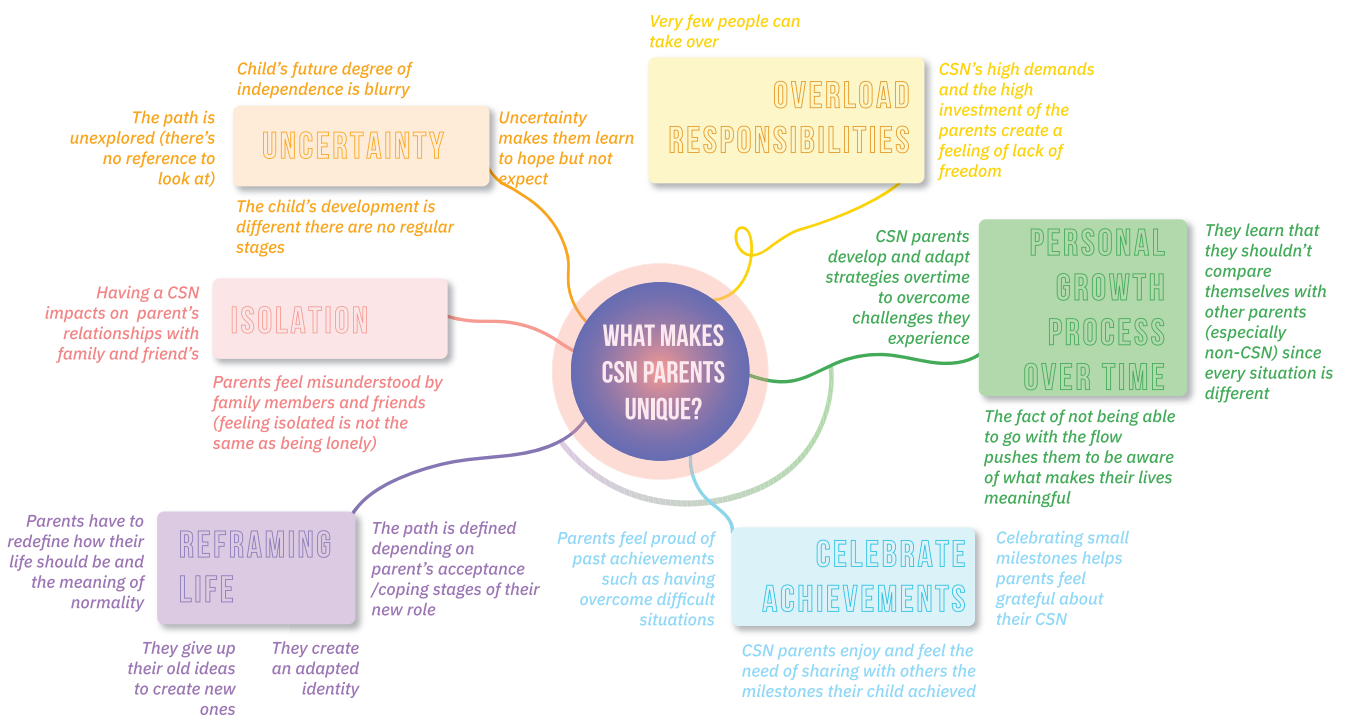 Very few people can
take over
OVERLOAD
RESPONSIBILITIES
CSN's high demands
and the high
investment of the
parents create a
feeling of lack of
freedom
Child's future degree of
independence is blurry
The path is
unexplored (there's
no reference to
look at)
UNCERTAINTY
Uncertainty
makes them learn
to hope but not
expect
The child's development is
different there are no regular
stages
CSN parents
develop and adapt
strategies overtime
to overcome
challenges they
experience
PERSONAL
GROWTH
PROCESS
OVER TIME
They learn that
they shouldn't
compare
themselves with
other parents
(especially
non-CSN) since
every situation is
different
The fact of not being able
to go with the flow
pushes them to be aware
of what makes their lives
meaningful
Having a CSN
impacts on parent's
relationships with
family and friend's
ISOLATION
Parents feel misunderstood by
family members and friends
(feeling isolated is not the
same as being lonely)
WHAT MAKES
CSN PARENTS
UNIQUE?
Parents have to
redefine how their
life should be and
the meaning of
normality
REFRAMING
LIFE
The path is defined
depending on
parent's acceptance
/coping stages of their
new role
They give up
their old ideas
to create new
ones
They create
an adapted
identity
Parents feel proud of
past achievements
such as having
overcome difficult
situations
CELEBRATE
ACHIEVEMENTS
Celebrating small
milestones helps
parents feel
grateful about
their CSN
CSN parents enjoy and feel the
need of sharing with others the
milestones their child achieved